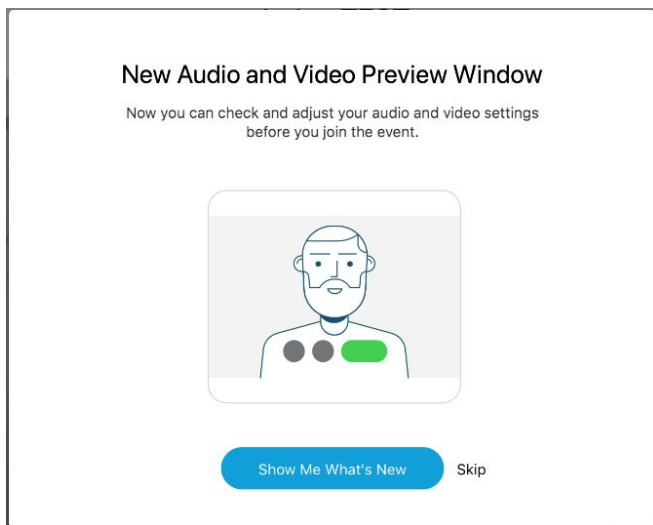 New Audio and Video Preview Window
Now you can check and adjust your audio and video settings
before you join the event.
Show Me What's New
Skip